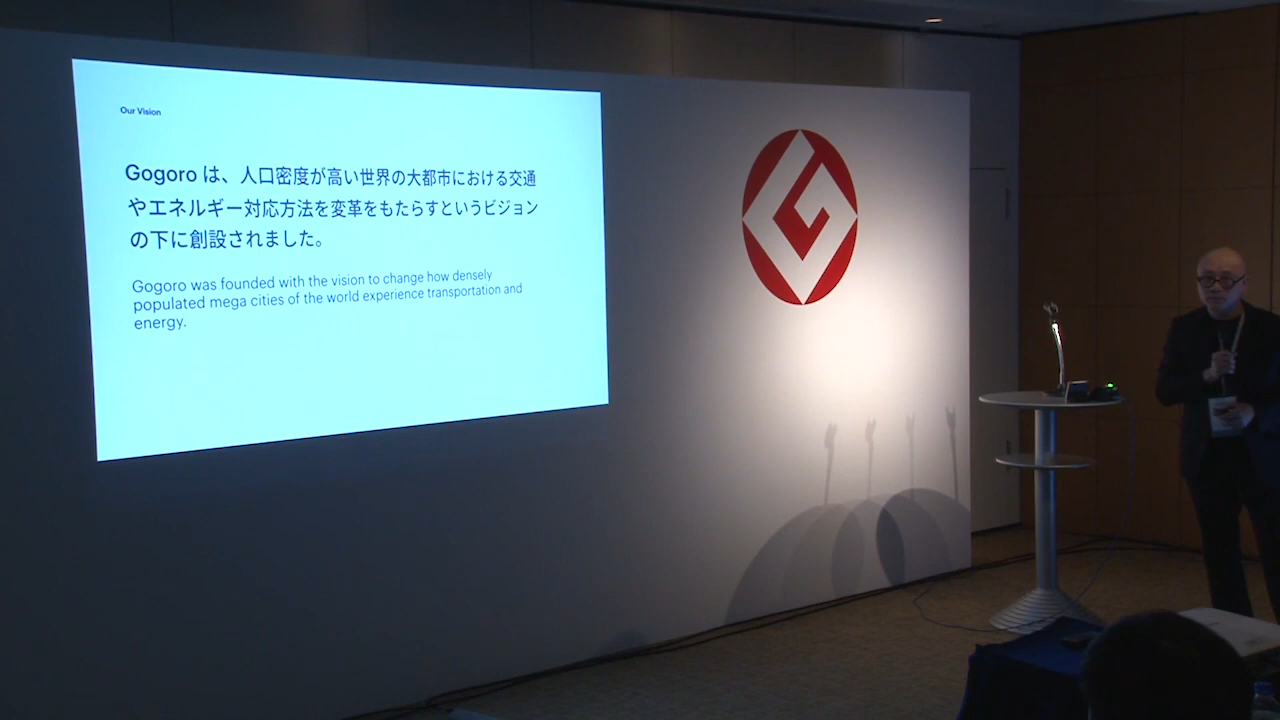 Our Vision
Gogoro は、人口密度が高い世界の大都市における交通
やエネルギー対応方法を変革をもたらすというビジョン
の下に創設されました。
Gogoro was founded with the vision to change how densely
populated mega cities of the world experience transportation and
energy.